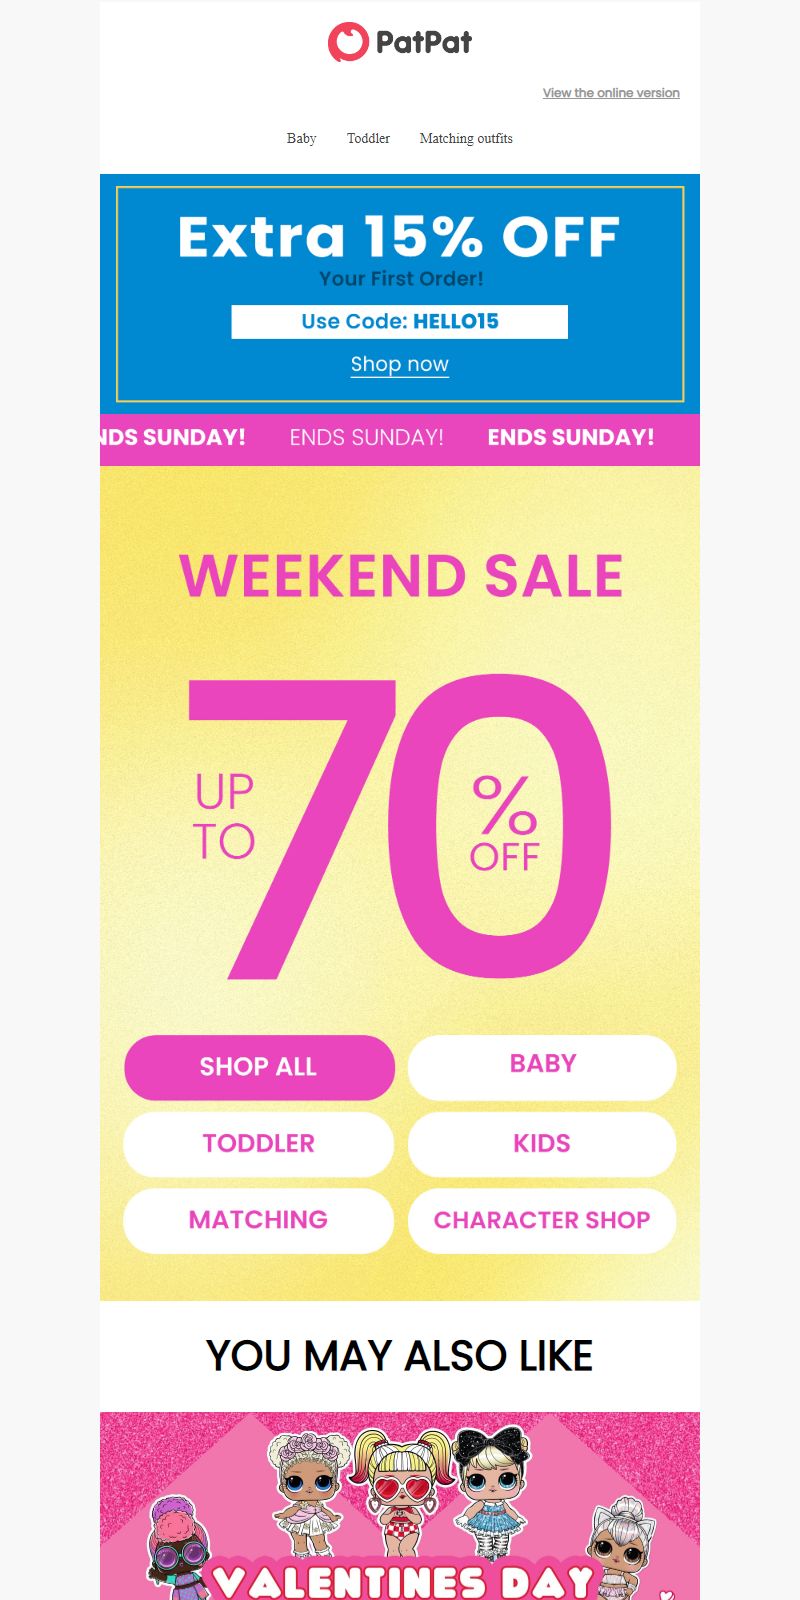 PatPat
View the online version
Baby Toddler Matching outfits
Extra 15% OFF
Your First Order!
Use Code: HELLO15
Shop now
NDS SUNDAY! ENDS SUNDAY! ENDS SUNDAY!
WEEKEND SALE
UP TO
70
% OFF
SHOP ALL
BABY
TODDLER
KIDS
MATCHING
CHARACTER SHOP
YOU MAY ALSO LIKE
VALENTINES DAY